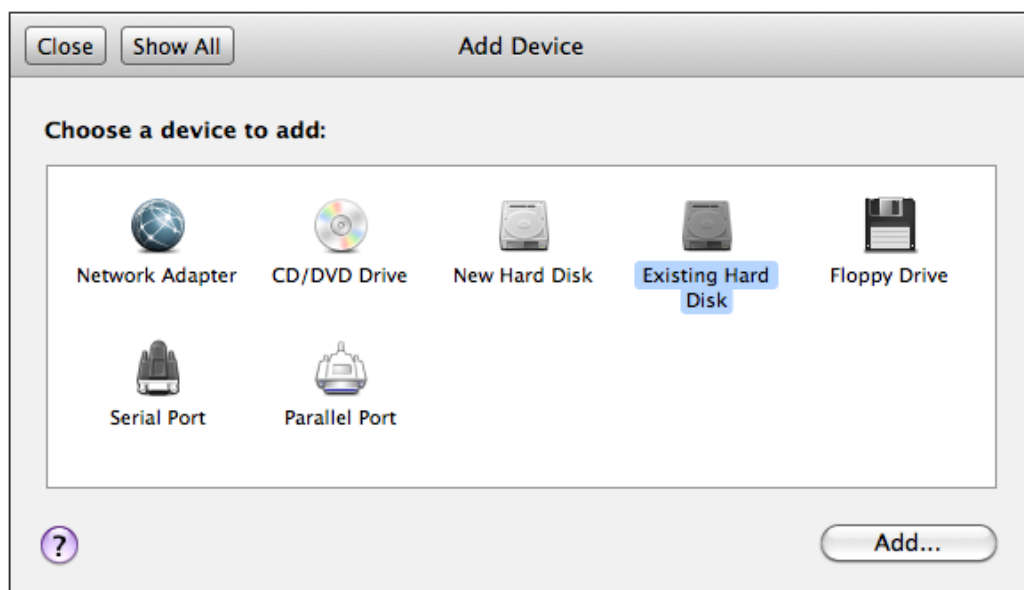 Close Show All Add Device
Choose a device to add:
Network Adapter CD/DVD Drive New Hard Disk Existing Hard Disk Floppy Drive
Serial Port Parallel Port
? Add...